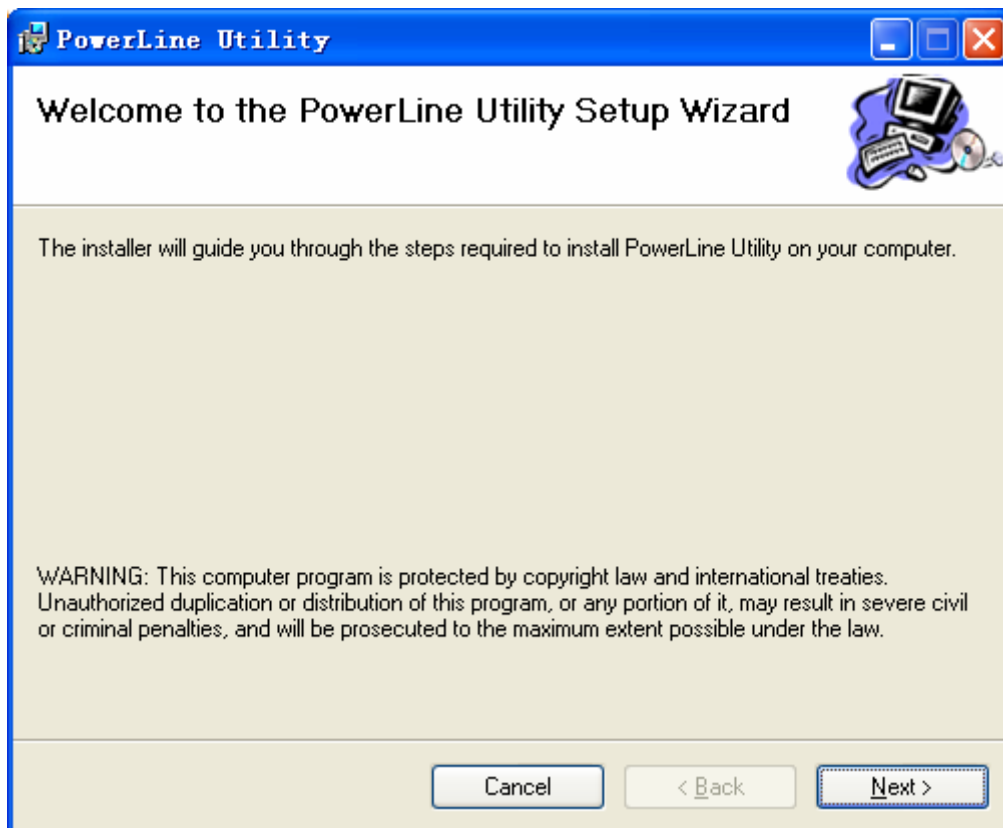 PowerLine Utility
Welcome to the PowerLine Utility Setup Wizard
The installer will guide you through the steps required to install PowerLine Utility on your computer.
WARNING: This computer program is protected by copyright law and international treaties.
Unauthorized duplication or distribution of this program, or any portion of it, may result in severe civil
or criminal penalties, and will be prosecuted to the maximum extent possible under the law.
Cancel
< Back
Next >